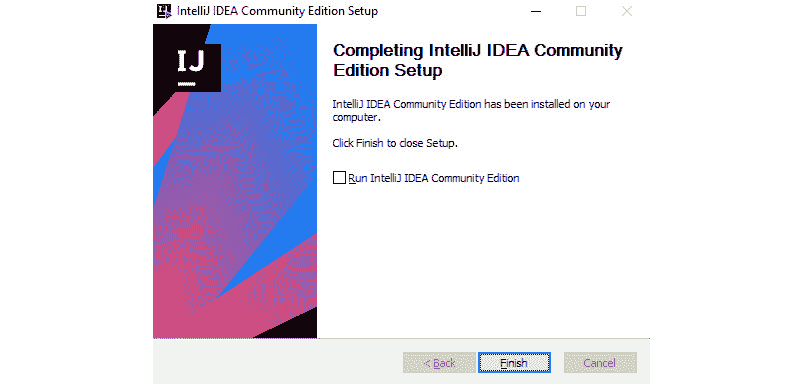 IntelliJ IDEA Community Edition Setup
IJ
Completing IntelliJ IDEA Community
Edition Setup
IntelliJ IDEA Community Edition has been installed on your
computer.
Click Finish to close Setup.
Run IntelliJ IDEA Community Edition
< Back Finish Cancel